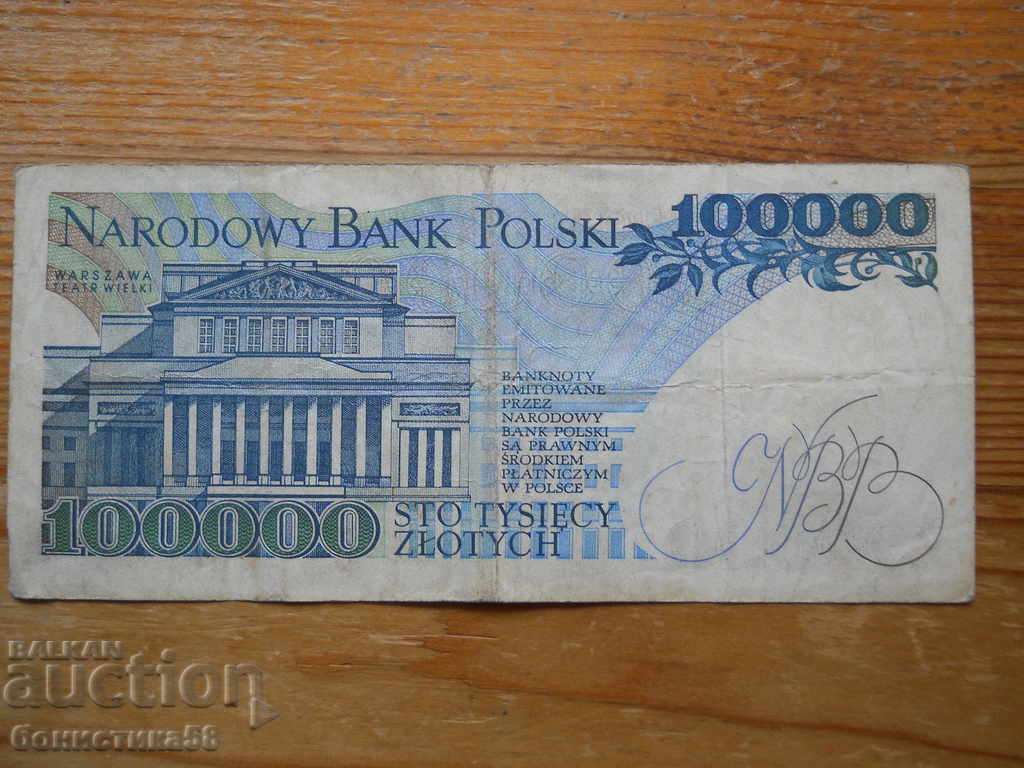 NARODOWY BANK POLSKI
100000
WARSZAWA
TEATR WIELKI
BANKNOTY
EMITOWANE
PRZEZ
NARODOWY
BANK POLSKI
SĄ PRAWNYM
ŚRODKIEM
PŁATNICZYM
W POLSCE
NBP
100000
STO TYSIĘCY
ZŁOTYCH
BALKAN
auction
бонистика58